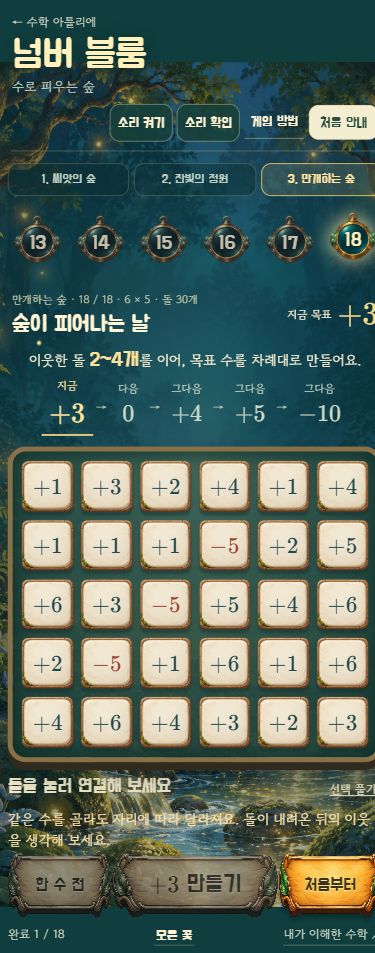 ← 수학 아틀리에
넘버 블룸
수로 피우는 숲
소리 켜기 소리 확인 게임 방법 처음 안내
1. 씨앗의 숲 2. 잔빛의 정원 3. 만개하는 숲
13 14 15 16 17 18
만개하는 숲 · 18 / 18 · 6 × 5 · 돌 30개
숲이 피어나는 날 지금 목표 +3
이웃한 돌 2~4개를 이어, 목표 수를 차례대로 만들어요.
지금 다음 그다음 그다음 그다음
+3 → 0 → +4 → +5 → −10
+1 +3 +2 +4 +1 +4
+1 +1 +1 −5 +2 +5
+6 +3 −5 +5 +4 +6
+2 −5 +1 +6 +1 +6
+4 +6 +4 +3 +2 +3
돌을 눌러 연결해 보세요 선택 풀기
같은 수를 골라도 자리에 따라 달라져요. 돌이 내려온 뒤의 이웃
을 생각해 보세요.
한 수 전 +3 만들기 처음부터
완료 1 / 18 모은 꽃 내가 이해한 수학